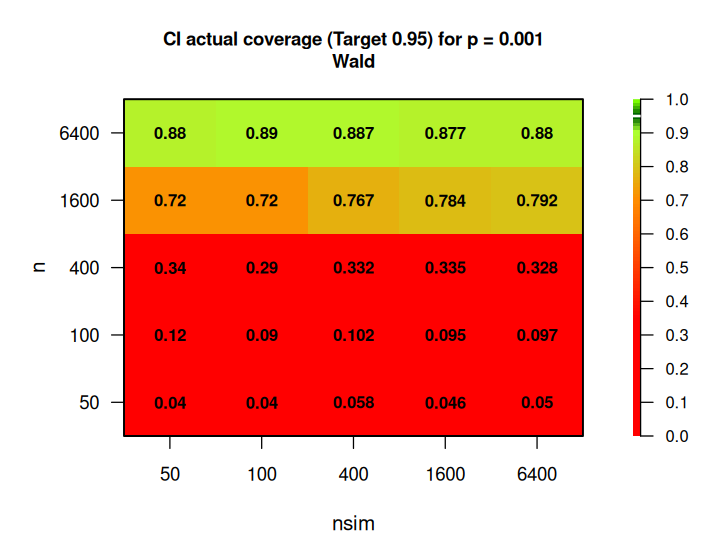 CI actual coverage (Target 0.95) for p = 0.001
Wald
6400 0.88 0.89 0.887 0.877 0.88
1600 0.72 0.72 0.767 0.784 0.792
400 0.34 0.29 0.332 0.335 0.328
100 0.12 0.09 0.102 0.095 0.097
50 0.04 0.04 0.058 0.046 0.05
n
50 100 400 1600 6400
nsim
1.0
0.9
0.8
0.7
0.6
0.5
0.4
0.3
0.2
0.1
0.0